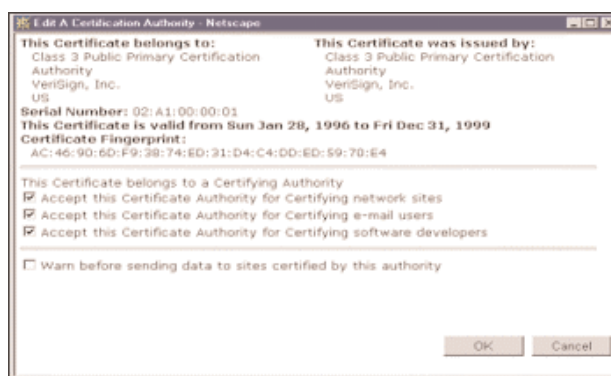 Edit A Certification Authority - Netscape
This Certificate belongs to:
Class 3 Public Primary Certification
Authority
VeriSign, Inc.
US
This Certificate was issued by:
Class 3 Public Primary Certification
Authority
VeriSign, Inc.
US
Serial Number: 02:A1:00:00:01
This Certificate is valid from Sun Jan 28, 1996 to Fri Dec 31, 1999
Certificate Fingerprint:
AC:46:90:6D:F9:38:74:ED:31:D4:C4:DD:ED:59:70:E4
This Certificate belongs to a Certifying Authority
Accept this Certificate Authority for Certifying network sites
Accept this Certificate Authority for Certifying e-mail users
Accept this Certificate Authority for Certifying software developers
Warn before sending data to sites certified by this authority
OK
Cancel